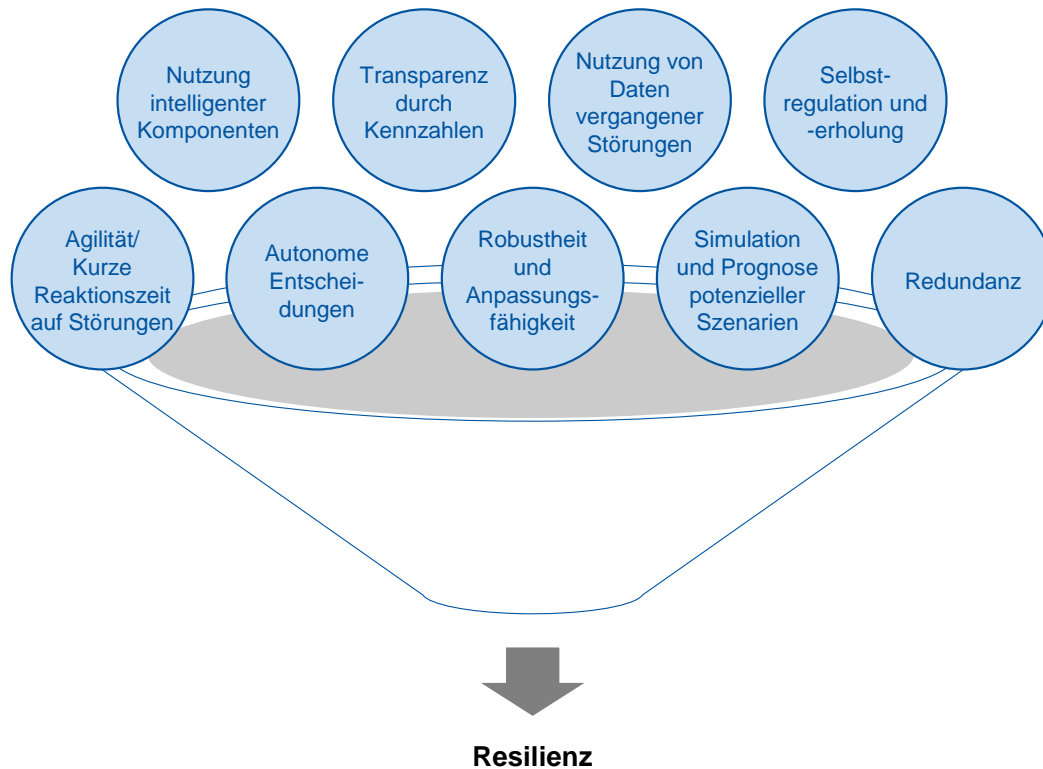 Nutzung
intelligenter
Komponenten
Transparenz
durch
Kennzahlen
Nutzung von
Daten
vergangener
Störungen
Selbst-
regulation und
-erholung
Agilität/
Kurze
Reaktionszeit
auf Störungen
Autonome
Entschei-
dungen
Robustheit
und
Anpassungs-
fähigkeit
Simulation
und Prognose
potenzieller
Szenarien
Redundanz
Resilienz